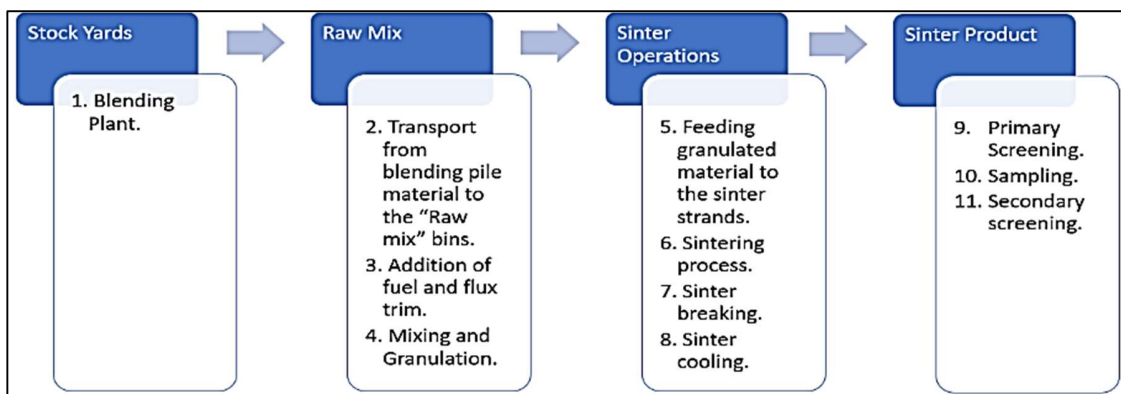 Stock Yards
1. Blending
Plant.
Raw Mix
2. Transport
from
blending pile
material to
the “Raw
mix” bins.
3. Addition of
fuel and flux
trim.
4. Mixing and
Granulation.
Sinter
Operations
5. Feeding
granulated
material to
the sinter
strands.
6. Sintering
process.
7. Sinter
breaking.
8. Sinter
cooling.
Sinter Product
9. Primary
Screening.
10. Sampling.
11. Secondary
screening.